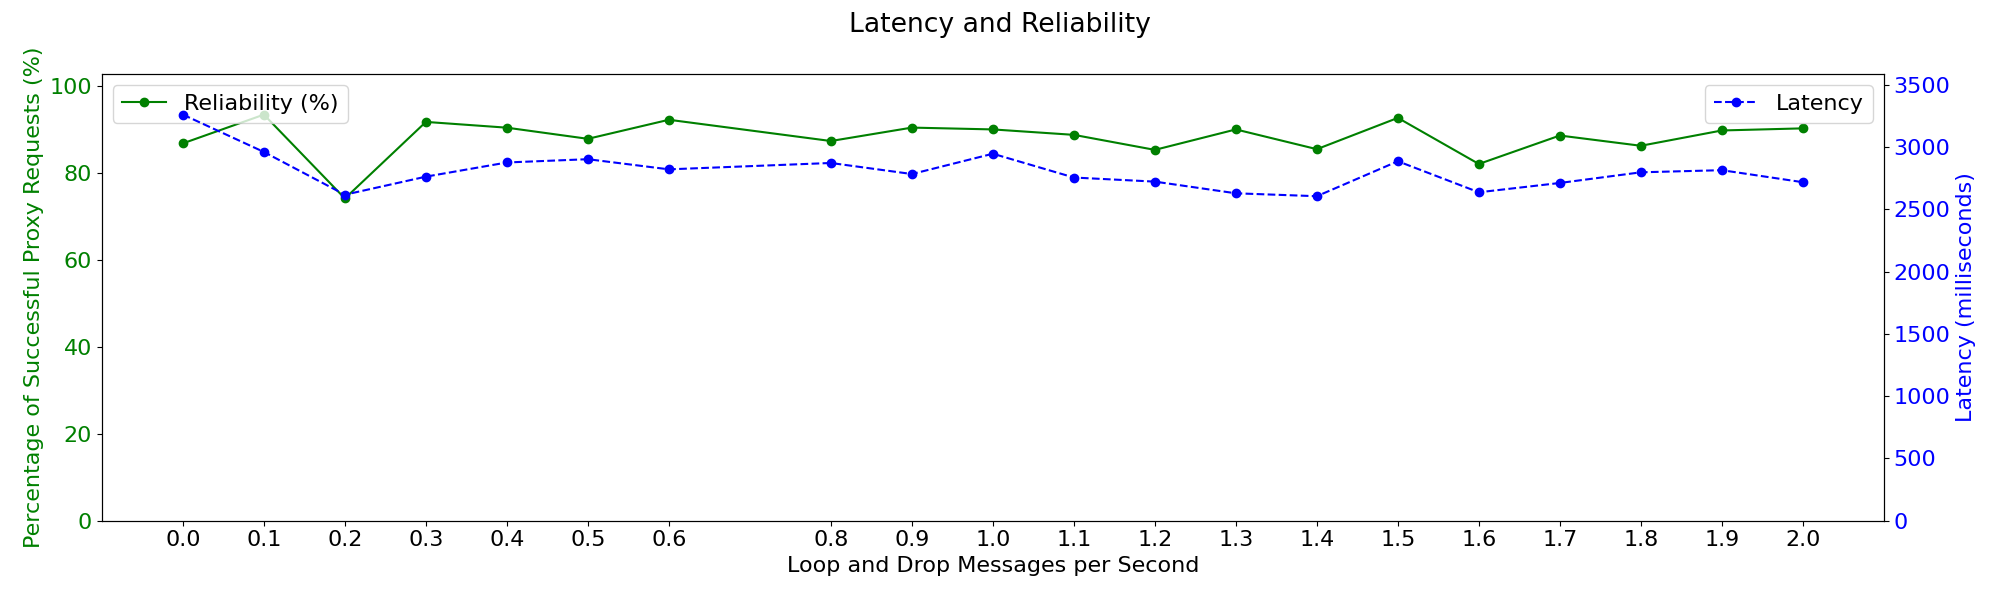 Latency and Reliability
Percentage of Successful Proxy Requests (%)
100
80
60
40
20
0
Reliability (%)
Latency
3500
3000
2500
2000
1500
1000
500
0
Latency (milliseconds)
0.0 0.1 0.2 0.3 0.4 0.5 0.6 0.8 0.9 1.0 1.1 1.2 1.3 1.4 1.5 1.6 1.7 1.8 1.9 2.0
Loop and Drop Messages per Second